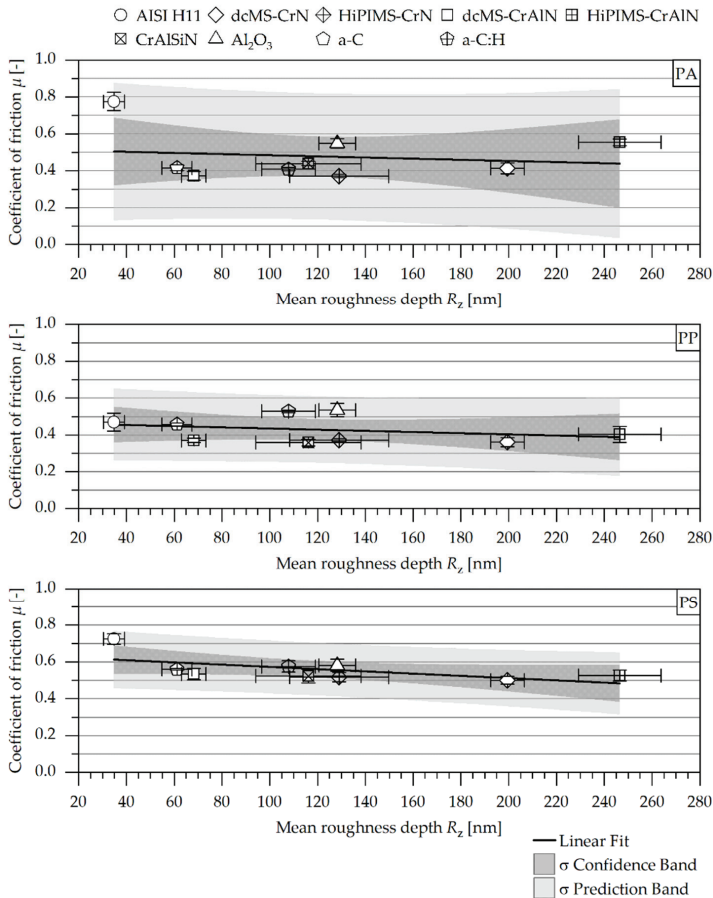 AISI H11 dcMS-CrN HiPIMS-CrN dcMS-CrAlN HiPIMS-CrAlN
CrAlSiN Al₂O₃ a-C a-C:H
PA
Coefficient of friction μ [-]
1.0
0.8
0.6
0.4
0.2
0.0
20 40 60 80 100 120 140 160 180 200 220 240 260 280
Mean roughness depth Rz [nm]
PP
Coefficient of friction μ [-]
1.0
0.8
0.6
0.4
0.2
0.0
20 40 60 80 100 120 140 160 180 200 220 240 260 280
Mean roughness depth Rz [nm]
PS
Coefficient of friction μ [-]
1.0
0.8
0.6
0.4
0.2
0.0
20 40 60 80 100 120 140 160 180 200 220 240 260 280
Mean roughness depth Rz [nm]
Linear Fit
σ Confidence Band
σ Prediction Band